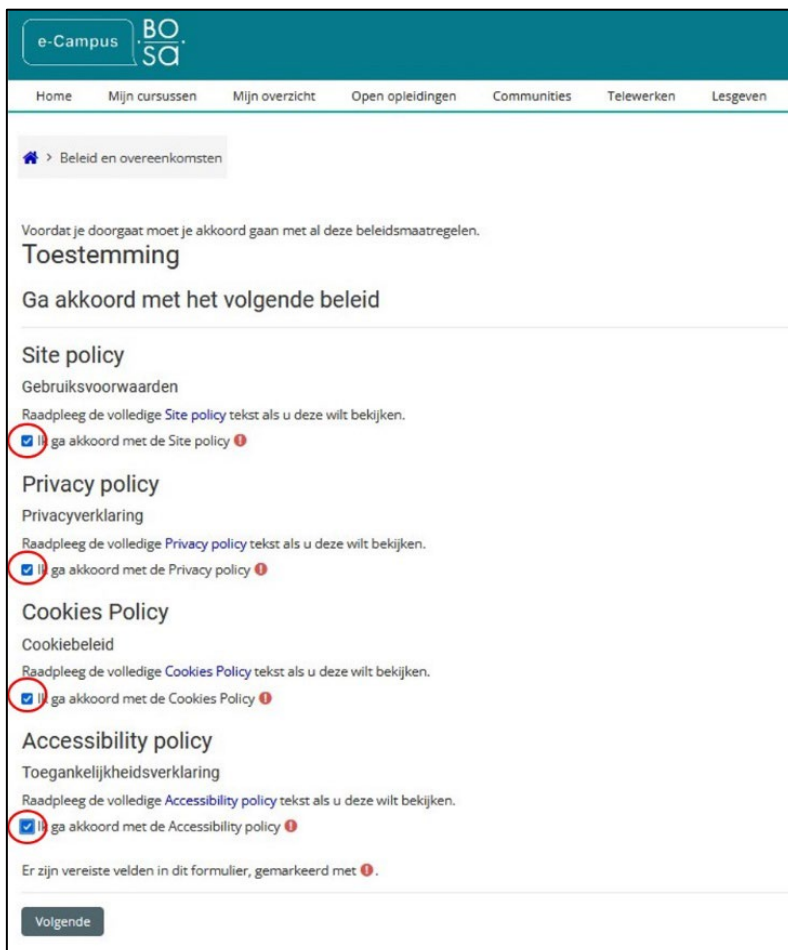 e-Campus
BO
SA
Home Mijn cursussen Mijn overzicht Open opleidingen Communities Telewerken Lesgeven
> Beleid en overeenkomsten
Voordat je doorgaat moet je akkoord gaan met al deze beleidsmaatregelen.
Toestemming
Ga akkoord met het volgende beleid
Site policy
Gebruiksvoorwaarden
Raadpleeg de volledige Site policy tekst als u deze wilt bekijken.
Ik ga akkoord met de Site policy
Privacy policy
Privacyverklaring
Raadpleeg de volledige Privacy policy tekst als u deze wilt bekijken.
Ik ga akkoord met de Privacy policy
Cookies Policy
Cookiebeleid
Raadpleeg de volledige Cookies Policy tekst als u deze wilt bekijken.
Ik ga akkoord met de Cookies Policy
Accessibility policy
Toegankelijkheidsverklaring
Raadpleeg de volledige Accessibility policy tekst als u deze wilt bekijken.
Ik ga akkoord met de Accessibility policy
Er zijn vereiste velden in dit formulier, gemarkeerd met .
Volgende